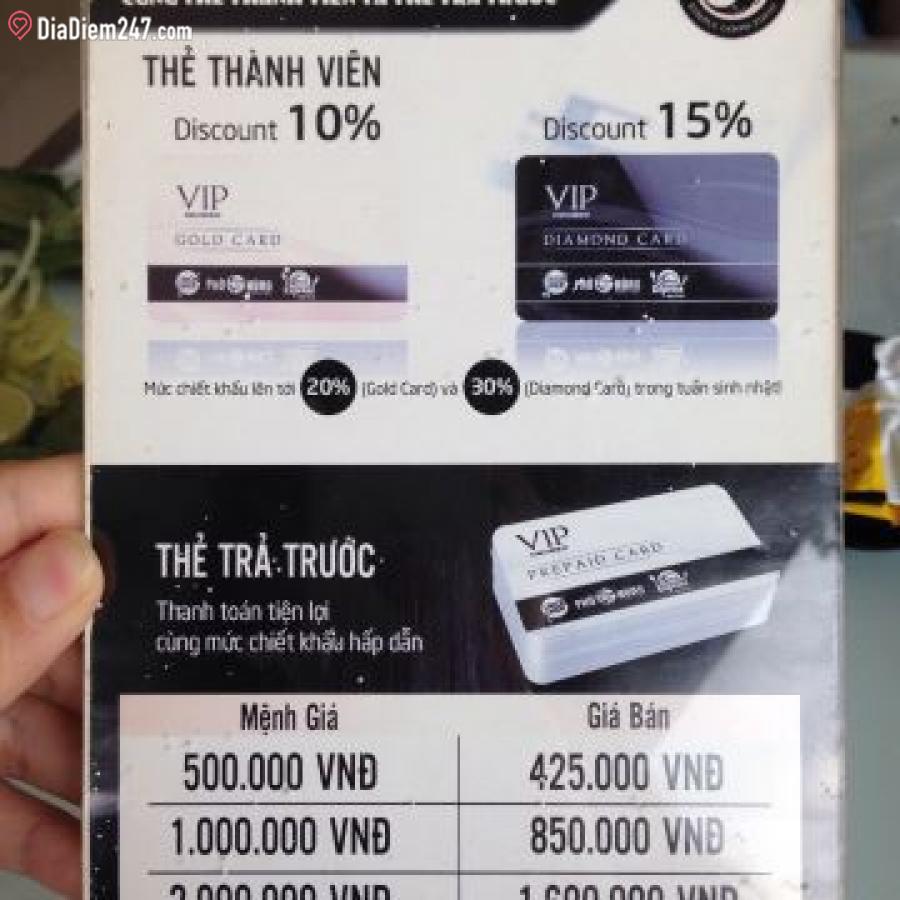 DiaDiem247.com
THẺ THÀNH VIÊN
Discount 10%
Discount 15%
VIP
GOLD CARD
VIP
DIAMOND CARD
Mức chiết khấu lên tới 20% (Gold Card) và 30% (Diamond Card) trong tuần sinh nhật
THẺ TRẢ TRƯỚC
Thanh toán tiện lợi
cùng mức chiết khấu hấp dẫn
VIP
PREPAID CARD
Mệnh Giá
Giá Bán
500.000 VNĐ
425.000 VNĐ
1.000.000 VNĐ
850.000 VNĐ